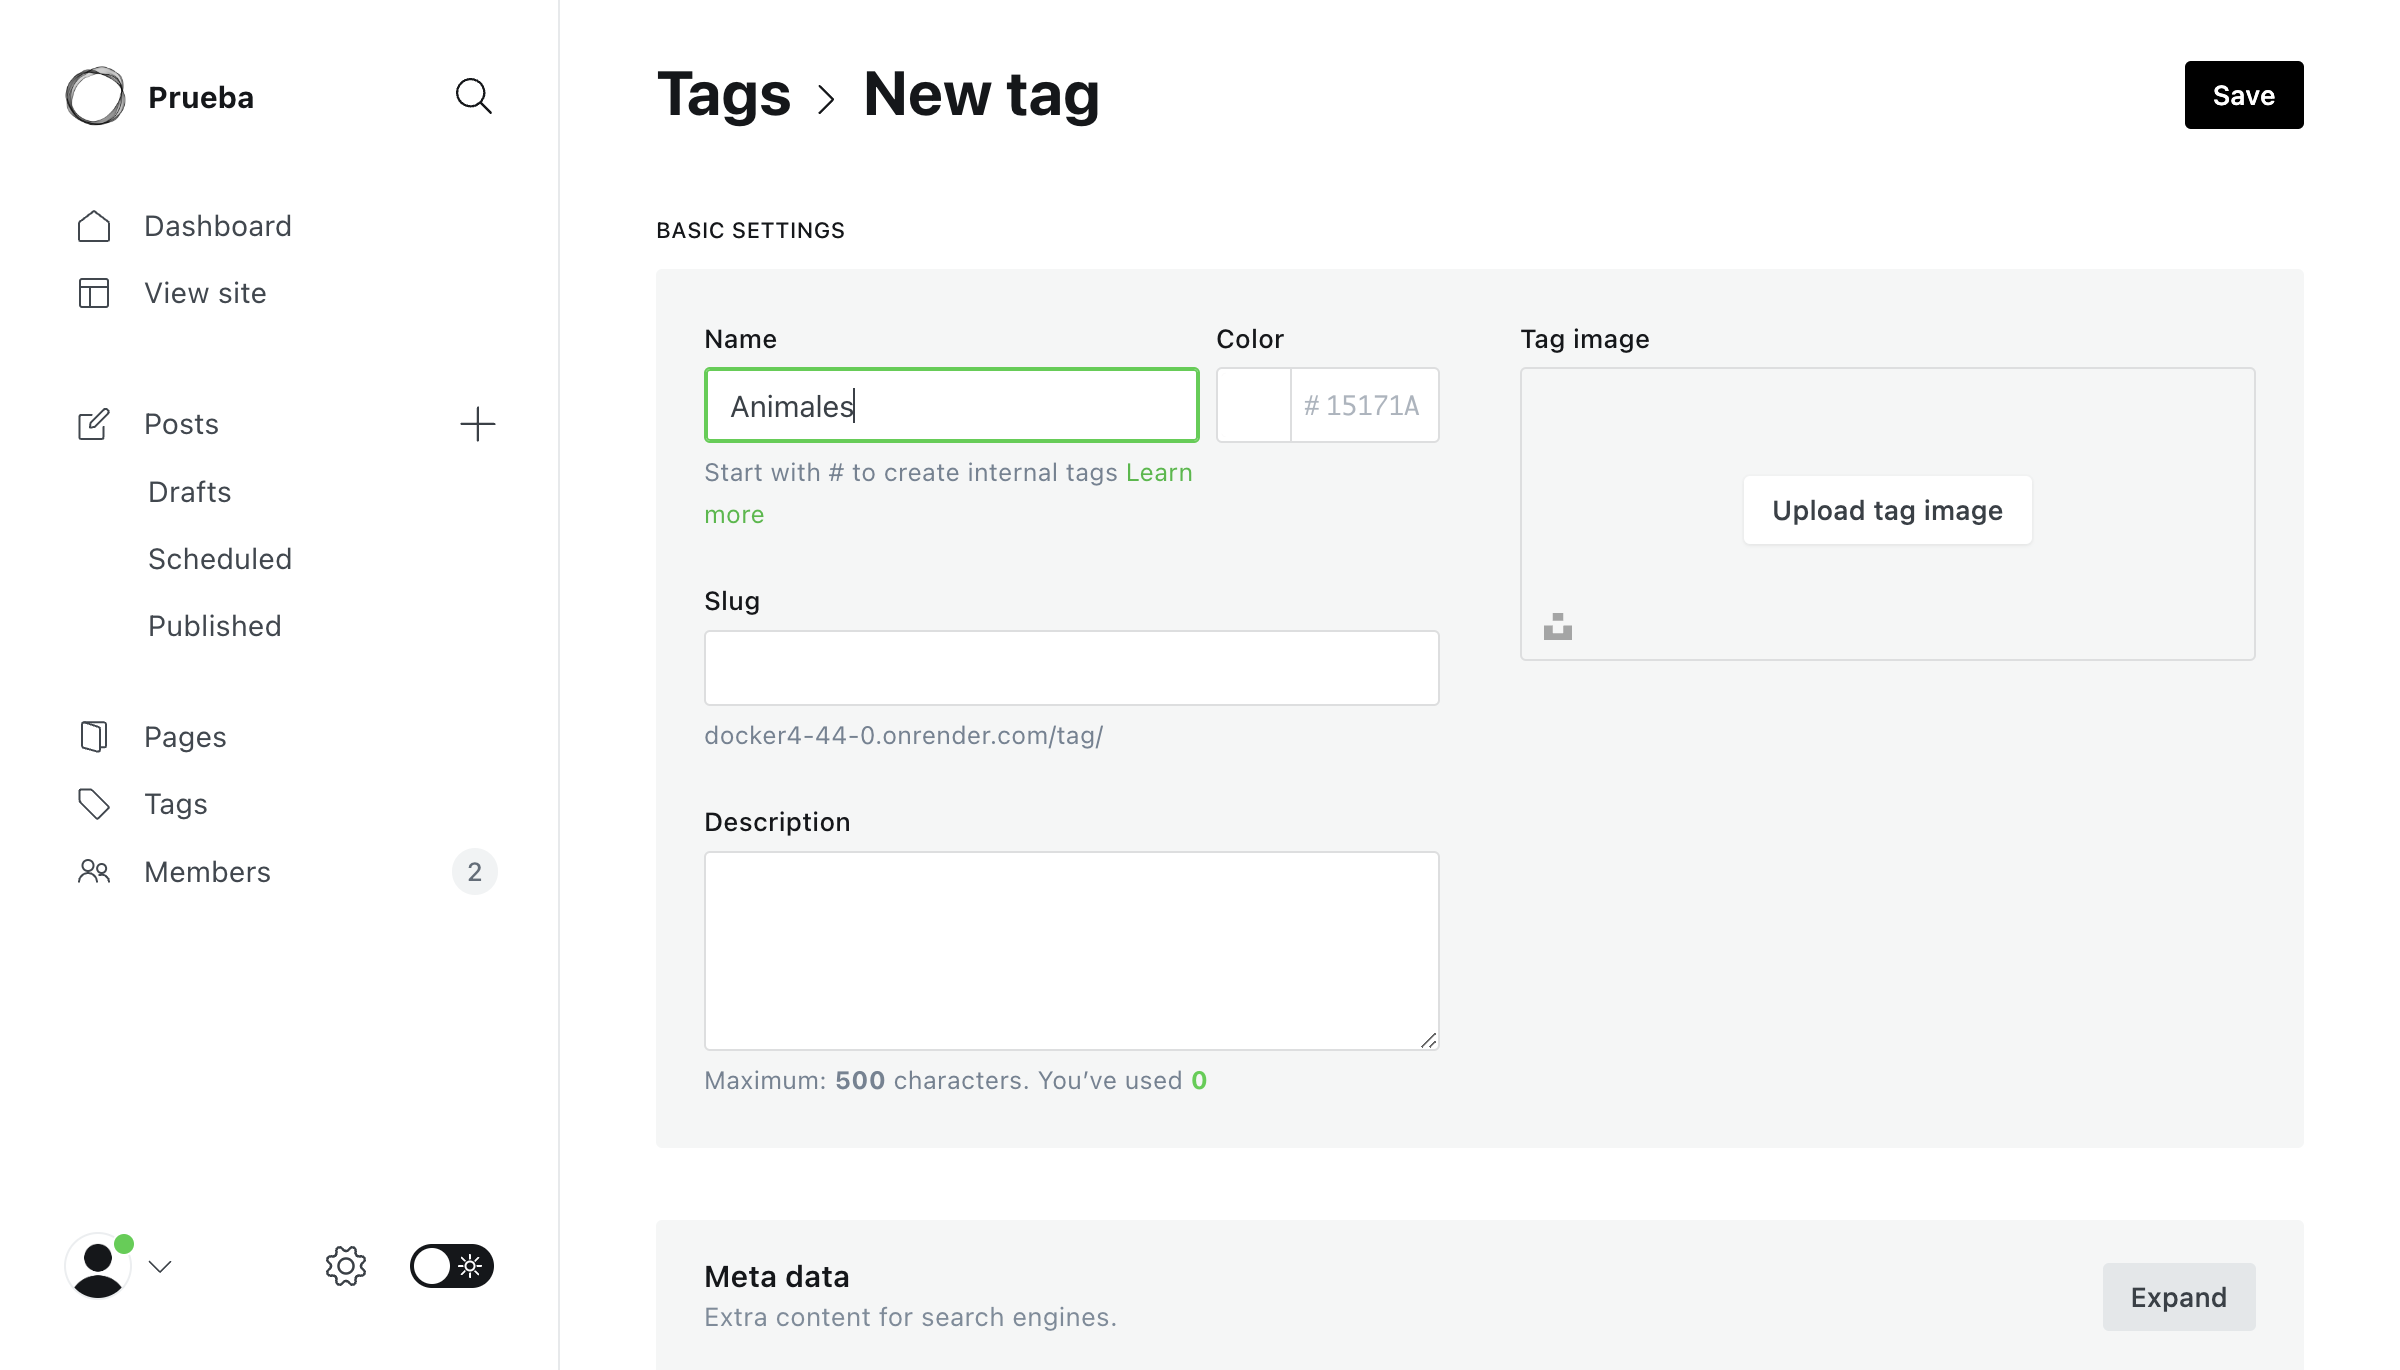 Prueba
Dashboard
View site
Posts
Drafts
Scheduled
Published
Pages
Tags
Members
2
Tags > New tag
Save
BASIC SETTINGS
Name
Animales
Start with # to create internal tags Learn
more
Color
# 15171A
Tag image
Upload tag image
Slug
docker4-44-0.onrender.com/tag/
Description
Maximum: 500 characters. You’ve used 0
Meta data
Extra content for search engines.
Expand